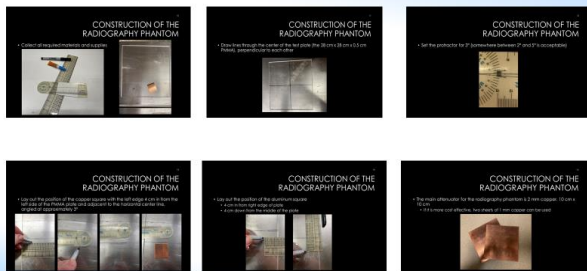 CONSTRUCTION OF THE
RADIOGRAPHY PHANTOM
• Collect all required materials and supplies
CONSTRUCTION OF THE
RADIOGRAPHY PHANTOM
• Draw lines through the center of the test plate (the 28 cm x 28 cm x 0.5 cm
PMMA), perpendicular to each other
CONSTRUCTION OF THE
RADIOGRAPHY PHANTOM
• Set the protractor for 3° (somewhere between 2° and 5° is acceptable)
CONSTRUCTION OF THE
RADIOGRAPHY PHANTOM
• Lay out the position of the copper square with the left edge 4 cm in from the
left side of the PMMA plate and adjacent to the horizontal center line,
angled at approximately 3°
CONSTRUCTION OF THE
RADIOGRAPHY PHANTOM
• Lay out the position of the aluminum square
• 4 cm in from right edge of plate
• 4 cm down from the middle of the plate
CONSTRUCTION OF THE
RADIOGRAPHY PHANTOM
• The main attenuator for the radiography phantom is 2 mm copper, 10 cm x
10 cm
• If it is more cost effective, two sheets of 1 mm copper can be used